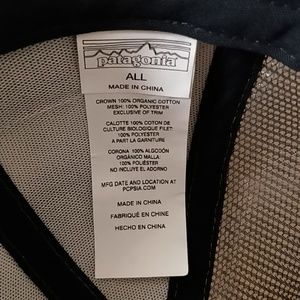 patagonia
ALL
MADE IN CHINA
CROWN 100% ORGANIC COTTON
MESH: 100% POLYESTER
EXCLUSIVE OF TRIM
CALOTTE 100% COTON DE
CULTURE BIOLOGIQUE FILET:
100% POLYESTER
A PART LA GARNITURE
CORONA: 100% ALGODÓN
ORGÁNICO MALLA:
100% POLIÉSTER
NO INCLUYE EL ADORNO
MFG DATE AND LOCATION AT
PCPSIA.COM
MADE IN CHINA
FABRIQUÉ EN CHINE
HECHO EN CHINA